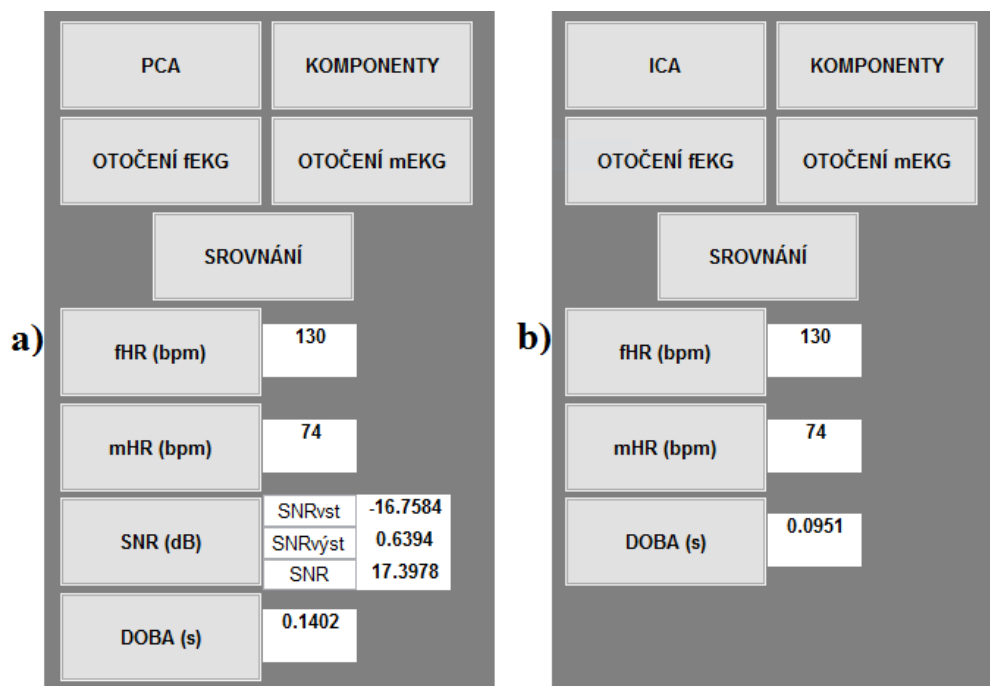 PCA KOMPONENTY
OTOČENÍ fEKG OTOČENÍ mEKG
SROVNÁNÍ
a)
fHR (bpm) 130
mHR (bpm) 74
SNR (dB)
SNRvst -16.7584
SNRvýst 0.6394
SNR 17.3978
DOBA (s) 0.1402
ICA KOMPONENTY
OTOČENÍ fEKG OTOČENÍ mEKG
SROVNÁNÍ
b)
fHR (bpm) 130
mHR (bpm) 74
DOBA (s) 0.0951